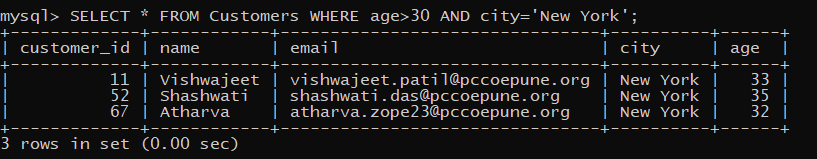 mysql> SELECT * FROM Customers WHERE age>30 AND city='New York';
+-------------+------------+--------------------------------+----------+------+
| customer_id | name       | email                          | city     | age  |
+-------------+------------+--------------------------------+----------+------+
|          11 | Vishwajeet | vishwajeet.patil@pccoepune.org | New York |   33 |
|          52 | Shashwati  | shashwati.das@pccoepune.org    | New York |   35 |
|          67 | Atharva    | atharva.zope23@pccoepune.org   | New York |   32 |
+-------------+------------+--------------------------------+----------+------+
3 rows in set (0.00 sec)